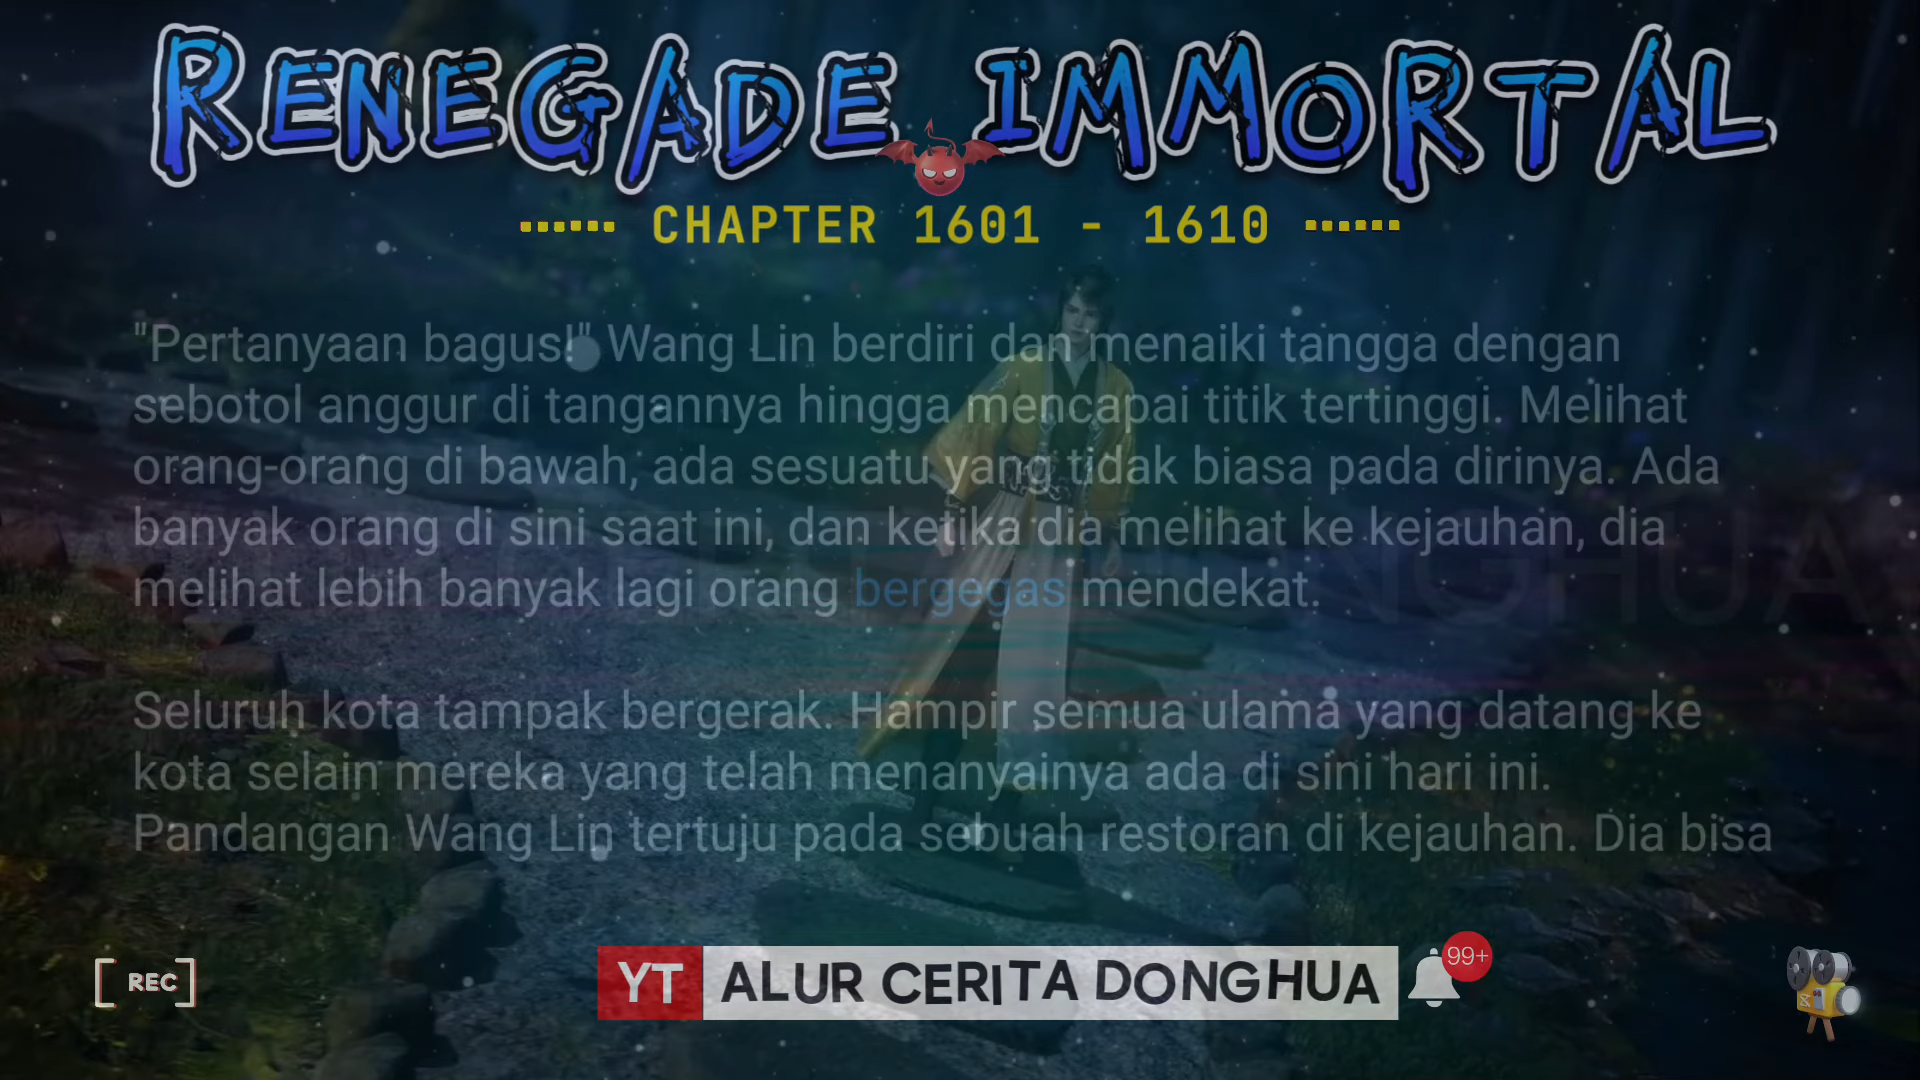 RENEGADE IMMORTAL
CHAPTER 1601 - 1610
"Pertanyaan bagus!" Wang Lin berdiri dan menaiki tangga dengan
sebotol anggur di tangannya hingga mencapai titik tertinggi. Melihat
orang-orang di bawah, ada sesuatu yang tidak biasa pada dirinya. Ada
banyak orang di sini saat ini, dan ketika dia melihat ke kejauhan, dia
melihat lebih banyak lagi orang bergegas mendekat.
Seluruh kota tampak bergerak. Hampir semua ulama yang datang ke
kota selain mereka yang telah menanyainya ada di sini hari ini.
Pandangan Wang Lin tertuju pada sebuah restoran di kejauhan. Dia bisa
[ REC ]
YT ALUR CERITA DONGHUA
99+